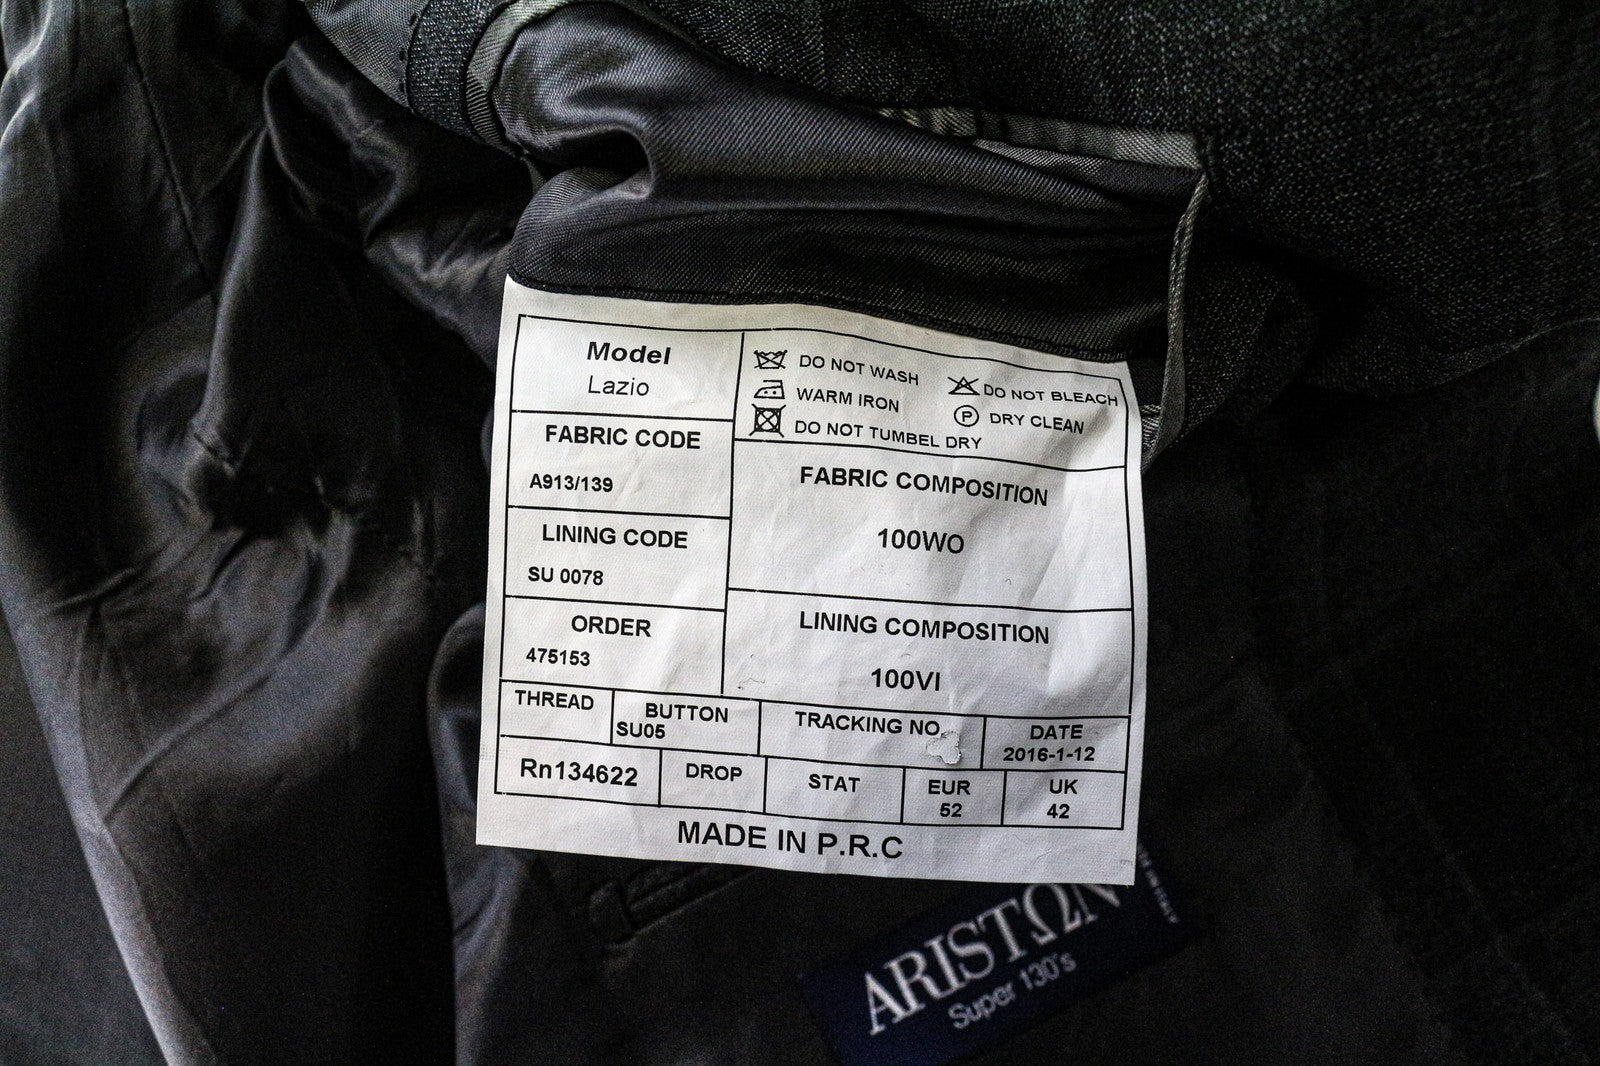 Model
Lazio
DO NOT WASH
DO NOT BLEACH
WARM IRON
P
DRY CLEAN
DO NOT TUMBEL DRY
FABRIC CODE
A913/139
FABRIC COMPOSITION
100WO
LINING CODE
SU 0078
LINING COMPOSITION
100VI
ORDER
475153
THREAD
BUTTON
SU05
TRACKING NO
DATE
2016-1-12
Rn134622
DROP
STAT
EUR
52
UK
42
MADE IN P.R.C
ARISTΩN
Super 130's